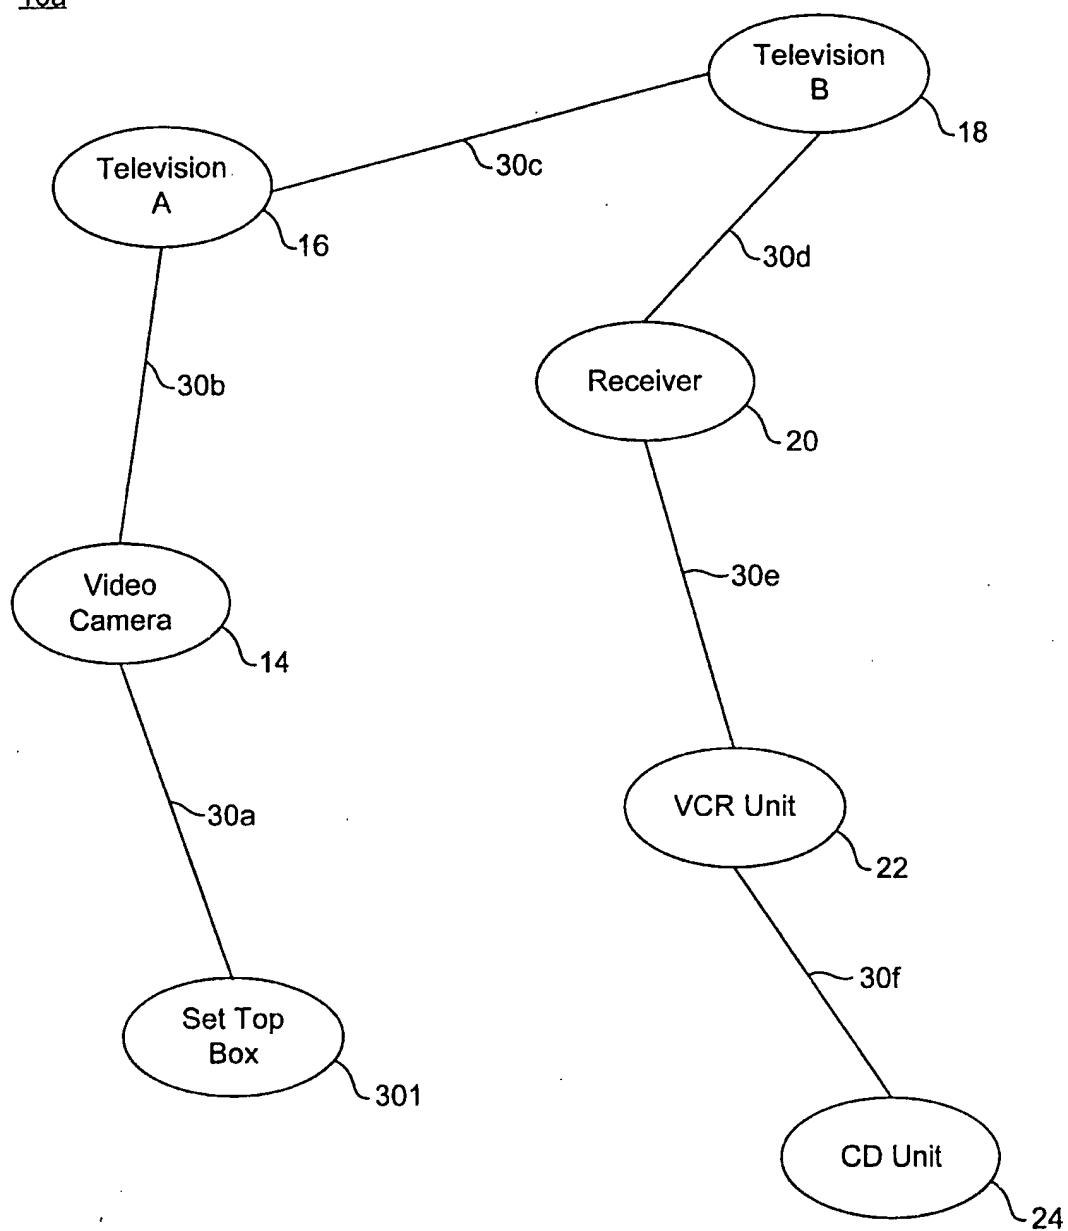 Television
B
18
30c
Television
A
16
30d
30b
Receiver
20
30e
Video
Camera
14
30a
VCR Unit
22
30f
Set Top
Box
301
CD Unit
24